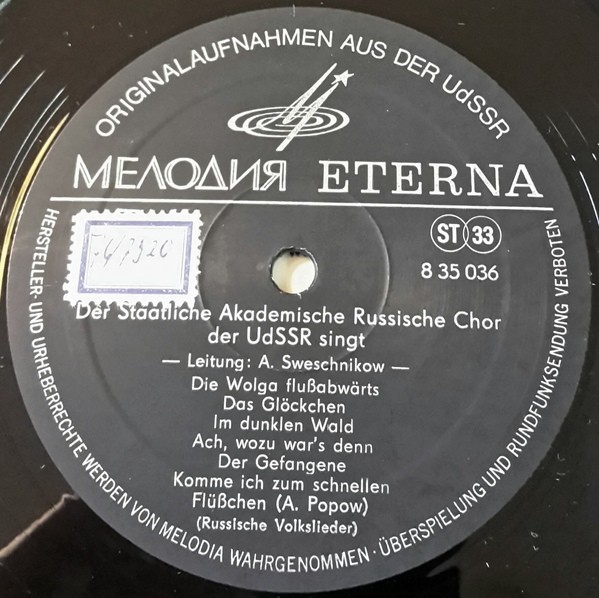 ORIGINALAUFNAHMEN AUS DER UdSSR
МЕЛОДИЯ ETERNA
ST 33
8 35 036
Der Staatliche Akademische Russische Chor
der UdSSR singt
— Leitung: A. Sweschnikow —
Die Wolga flußabwärts
Das Glöckchen
Im dunklen Wald
Ach, wozu war's denn
Der Gefangene
Komme ich zum schnellen
Flüßchen (A. Popow)
(Russische Volkslieder)
HERSTELLER- UND URHEBERRECHTE WERDEN VON MELODIA WAHRGENOMMEN · ÜBERSPIELUNG UND RUNDFUNKSENDUNG VERBOTEN